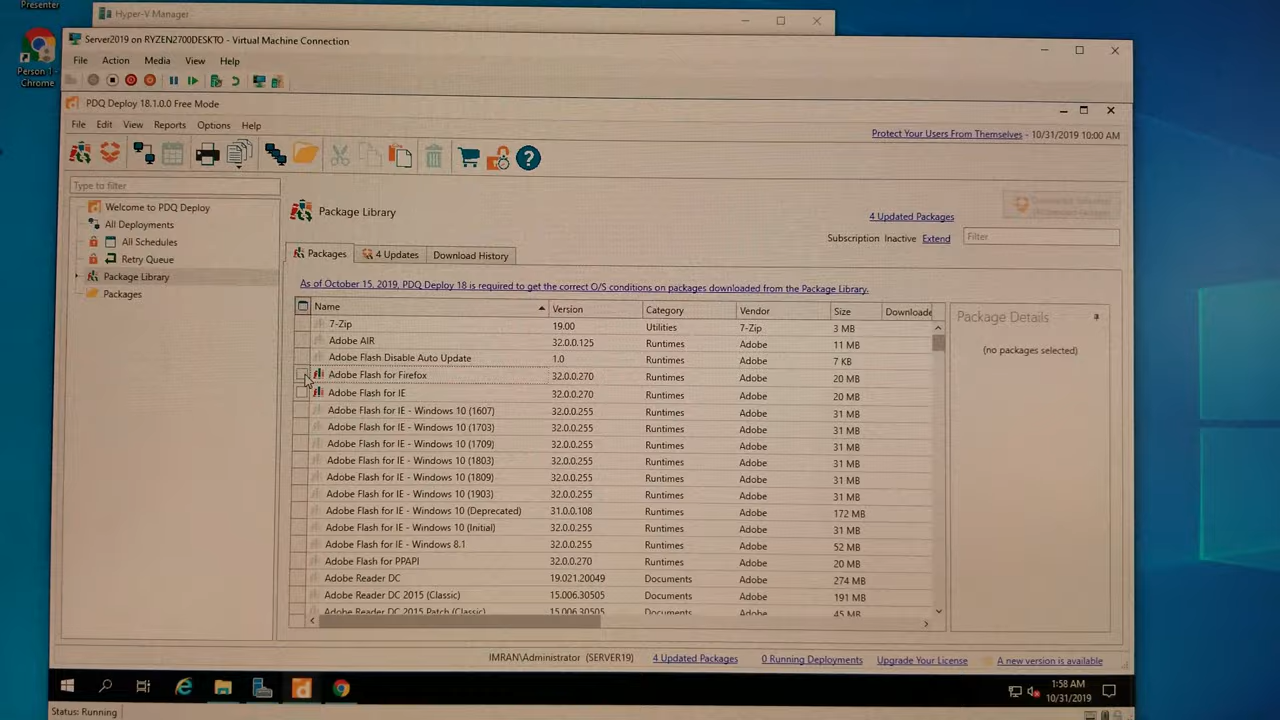 Presenter
Hyper-V Manager
Person 1 -
Chrome
Server2019 on RYZEN2700DESKTO - Virtual Machine Connection
File Action Media View Help
PDQ Deploy 18.1.0.0 Free Mode
File Edit View Reports Options Help
Protect Your Users From Themselves - 10/31/2019 10:00 AM
Type to filter
Welcome to PDQ Deploy
All Deployments
All Schedules
Retry Queue
Package Library
Packages
Package Library
4 Updated Packages
Subscription Inactive Extend
Filter
Packages 4 Updates Download History
As of October 15, 2019, PDQ Deploy 18 is required to get the correct O/S conditions on packages downloaded from the Package Library.
Name Version Category Vendor Size Downloade
7-Zip 19.00 Utilities 7-Zip 3 MB
Adobe AIR 32.0.0.125 Runtimes Adobe 11 MB
Adobe Flash Disable Auto Update 1.0 Runtimes Adobe 7 KB
Adobe Flash for Firefox 32.0.0.270 Runtimes Adobe 20 MB
Adobe Flash for IE 32.0.0.270 Runtimes Adobe 20 MB
Adobe Flash for IE - Windows 10 (1607) 32.0.0.255 Runtimes Adobe 31 MB
Adobe Flash for IE - Windows 10 (1703) 32.0.0.255 Runtimes Adobe 31 MB
Adobe Flash for IE - Windows 10 (1709) 32.0.0.255 Runtimes Adobe 31 MB
Adobe Flash for IE - Windows 10 (1803) 32.0.0.255 Runtimes Adobe 31 MB
Adobe Flash for IE - Windows 10 (1809) 32.0.0.255 Runtimes Adobe 31 MB
Adobe Flash for IE - Windows 10 (1903) 32.0.0.255 Runtimes Adobe 31 MB
Adobe Flash for IE - Windows 10 (Deprecated) 31.0.0.108 Runtimes Adobe 172 MB
Adobe Flash for IE - Windows 10 (Initial) 32.0.0.255 Runtimes Adobe 31 MB
Adobe Flash for IE - Windows 8.1 32.0.0.255 Runtimes Adobe 52 MB
Adobe Flash for PPAPI 32.0.0.270 Runtimes Adobe 20 MB
Adobe Reader DC 19.021.20049 Documents Adobe 274 MB
Adobe Reader DC 2015 (Classic) 15.006.30505 Documents Adobe 191 MB
Adobe Reader DC 2015 Patch (Classic) 15.006.30505 Documents Adobe 45 MB
Package Details
(no packages selected)
IMRAN\Administrator (SERVER19) 4 Updated Packages 0 Running Deployments Upgrade Your License A new version is available
1:58 AM
10/31/2019
Status: Running